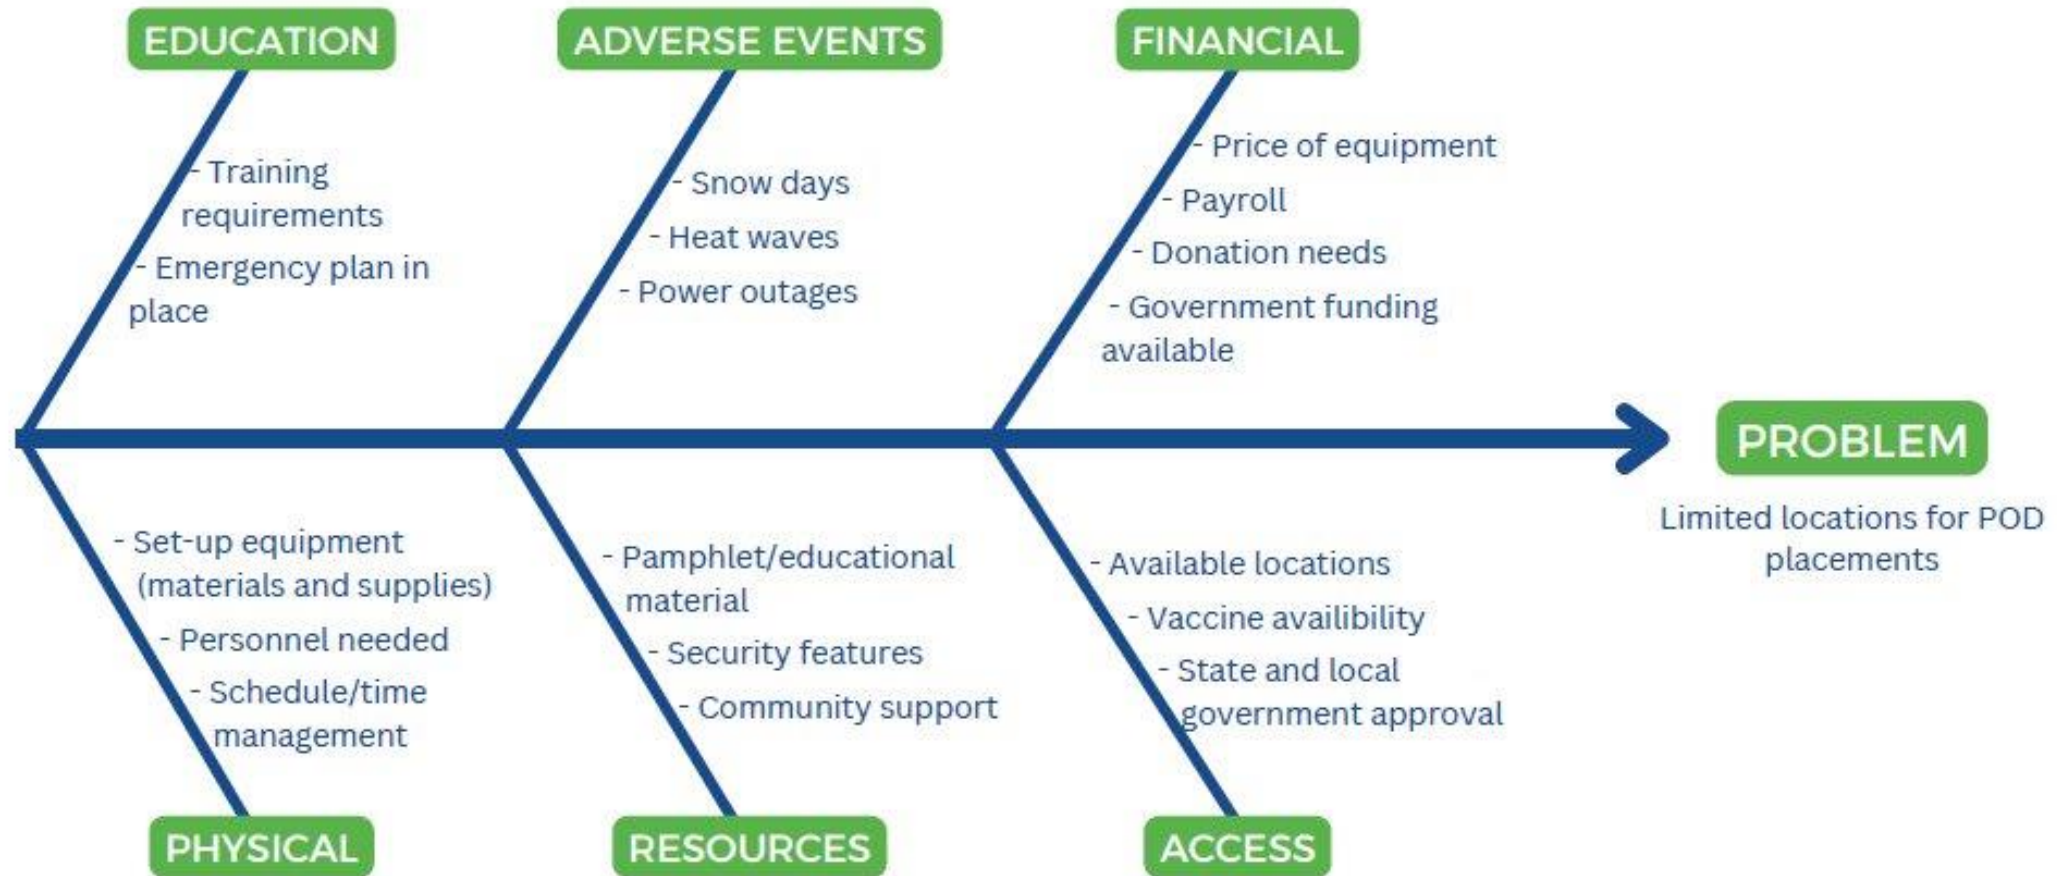 EDUCATION
- Training
requirements
- Emergency plan in
place
ADVERSE EVENTS
- Snow days
- Heat waves
- Power outages
FINANCIAL
- Price of equipment
- Payroll
- Donation needs
- Government funding
available
PROBLEM
Limited locations for POD
placements
- Set-up equipment
(materials and supplies)
- Personnel needed
- Schedule/time
management
PHYSICAL
- Pamphlet/educational
material
- Security features
- Community support
RESOURCES
- Available locations
- Vaccine availibility
- State and local
government approval
ACCESS